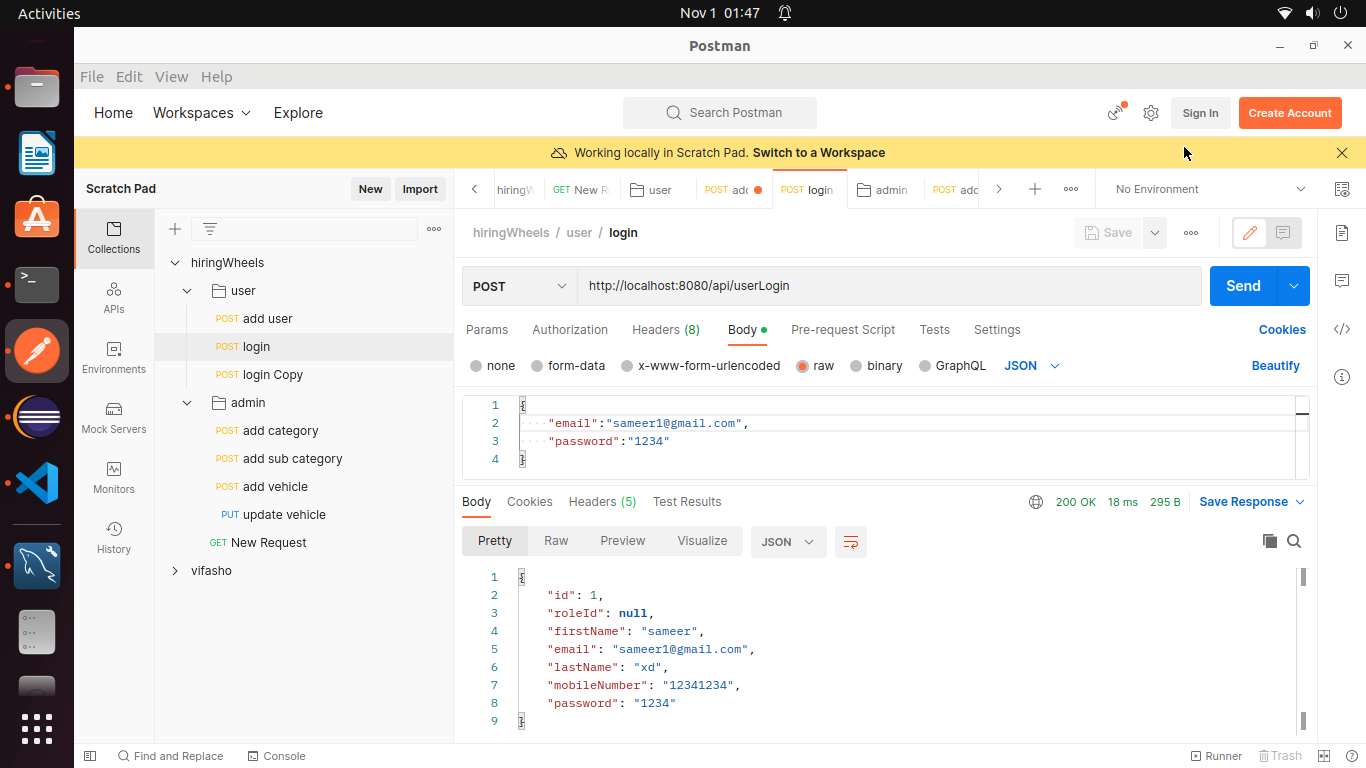 Activities
Nov 1 01:47
Postman
File Edit View Help
Home Workspaces Explore
Search Postman
Sign In Create Account
Working locally in Scratch Pad. Switch to a Workspace
Scratch Pad New Import
hiringW GET New R user POST add POST login admin POST add No Environment
Collections
APIs
Environments
Mock Servers
Monitors
History
hiringWheels
user
POST add user
POST login
POST login Copy
admin
POST add category
POST add sub category
POST add vehicle
PUT update vehicle
GET New Request
vifasho
hiringWheels / user / login
Save
POST http://localhost:8080/api/userLogin Send
Params Authorization Headers (8) Body Pre-request Script Tests Settings Cookies
none form-data x-www-form-urlencoded raw binary GraphQL JSON Beautify
1 {
2 "email":"sameer1@gmail.com",
3 "password":"1234"
4 }
Body Cookies Headers (5) Test Results 200 OK 18 ms 295 B Save Response
Pretty Raw Preview Visualize JSON
1 {
2 "id": 1,
3 "roleId": null,
4 "firstName": "sameer",
5 "email": "sameer1@gmail.com",
6 "lastName": "xd",
7 "mobileNumber": "12341234",
8 "password": "1234"
9 }
Find and Replace Console Runner Trash